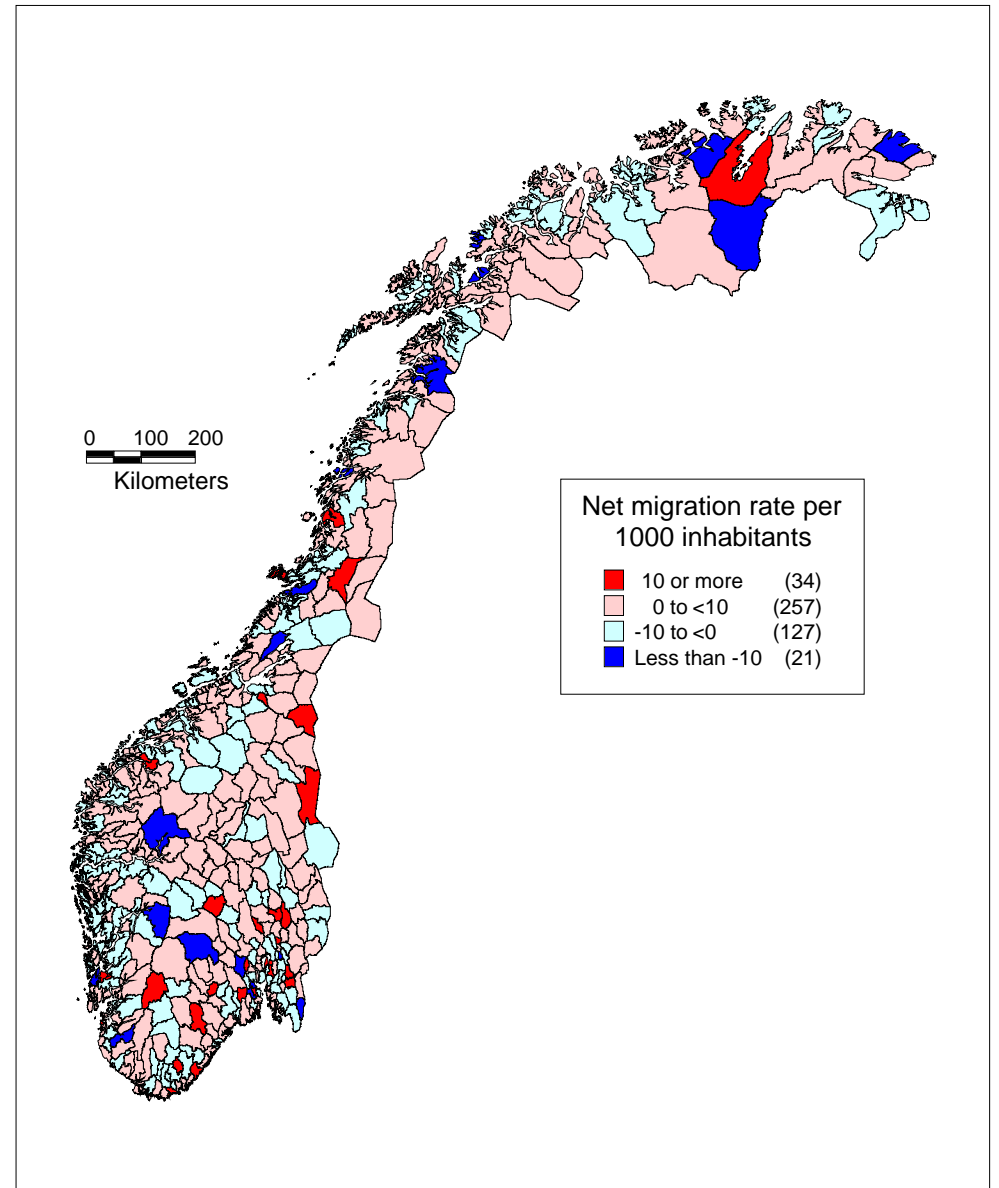 0 100 200
Kilometers
Net migration rate per
1000 inhabitants
10 or more (34)
0 to <10 (257)
-10 to <0 (127)
Less than -10 (21)